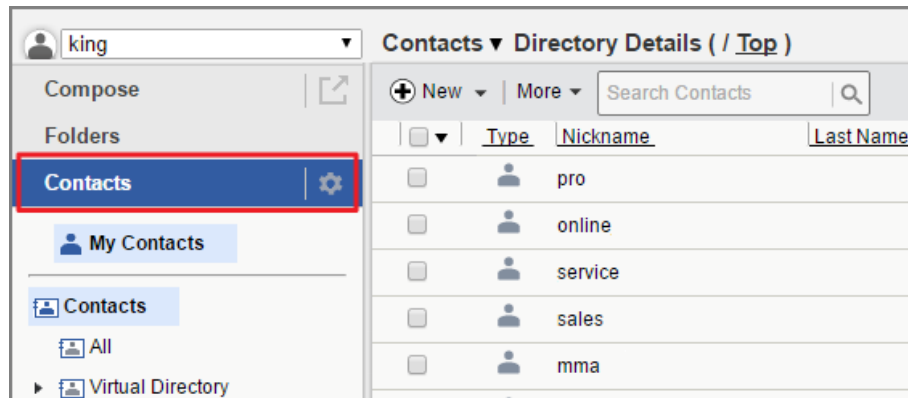 king
Compose
Folders
Contacts
My Contacts
Contacts
All
Virtual Directory
Contacts ▾ Directory Details ( / Top )
New ▾ | More ▾ Search Contacts
Type Nickname Last Name
pro
online
service
sales
mma